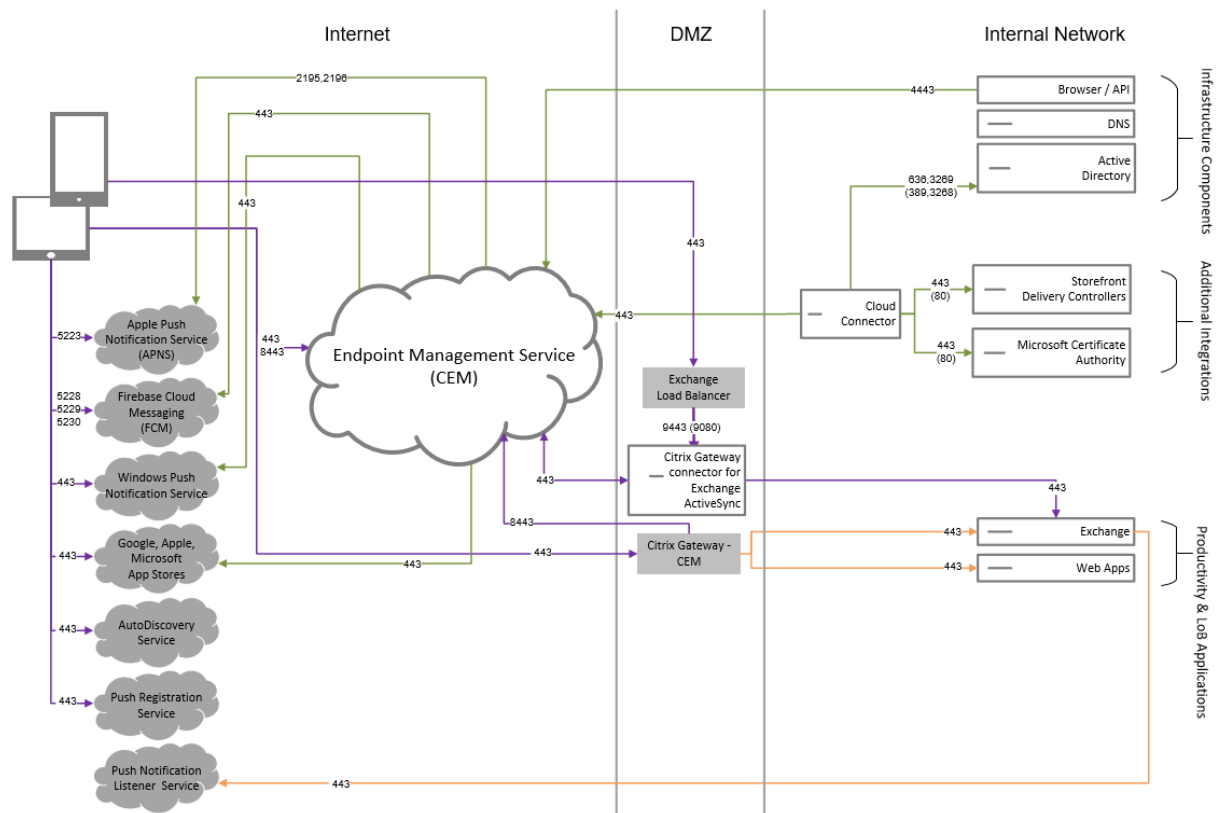 Internet
DMZ
Internal Network
2195,2196
443
443
4443
Browser / API
DNS
Active
Directory
636,3269
(389,3268)
Infrastructure Components
443
443
(80)
Storefront
Delivery Controllers
443
(80)
Microsoft Certificate
Authority
Additional Integrations
Cloud
Connector
443
443
8443
Endpoint Management Service
(CEM)
5223
Apple Push
Notification Service
(APNS)
5228
5229
5230
Firebase Cloud
Messaging
(FCM)
443
Windows Push
Notification Service
443
Google, Apple,
Microsoft
App Stores
443
AutoDiscovery
Service
443
Push Registration
Service
Push Notification
Listener Service
443
Exchange
Load Balancer
9443 (9080)
Citrix Gateway
connector for
Exchange
ActiveSync
443
443
8443
443
443
Citrix Gateway -
CEM
443
Exchange
443
Web Apps
Productivity & LoB Applications
443